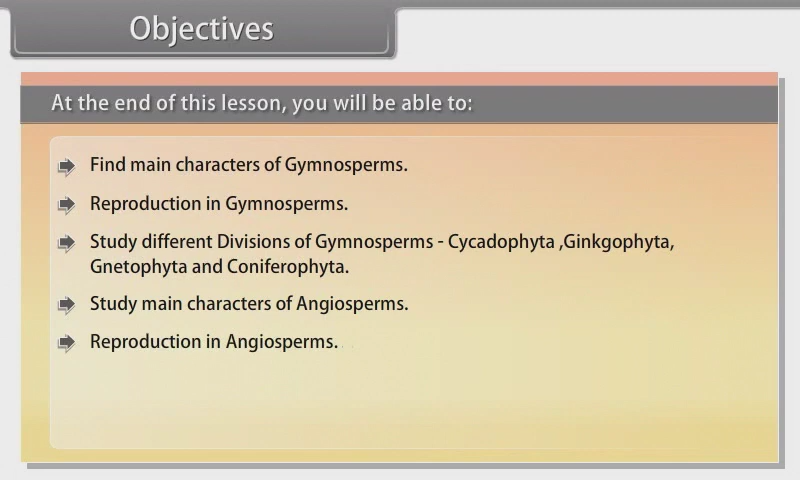 Objectives
At the end of this lesson, you will be able to:
Find main characters of Gymnosperms.
Reproduction in Gymnosperms.
Study different Divisions of Gymnosperms - Cycadophyta ,Ginkgophyta,
Gnetophyta and Coniferophyta.
Study main characters of Angiosperms.
Reproduction in Angiosperms.